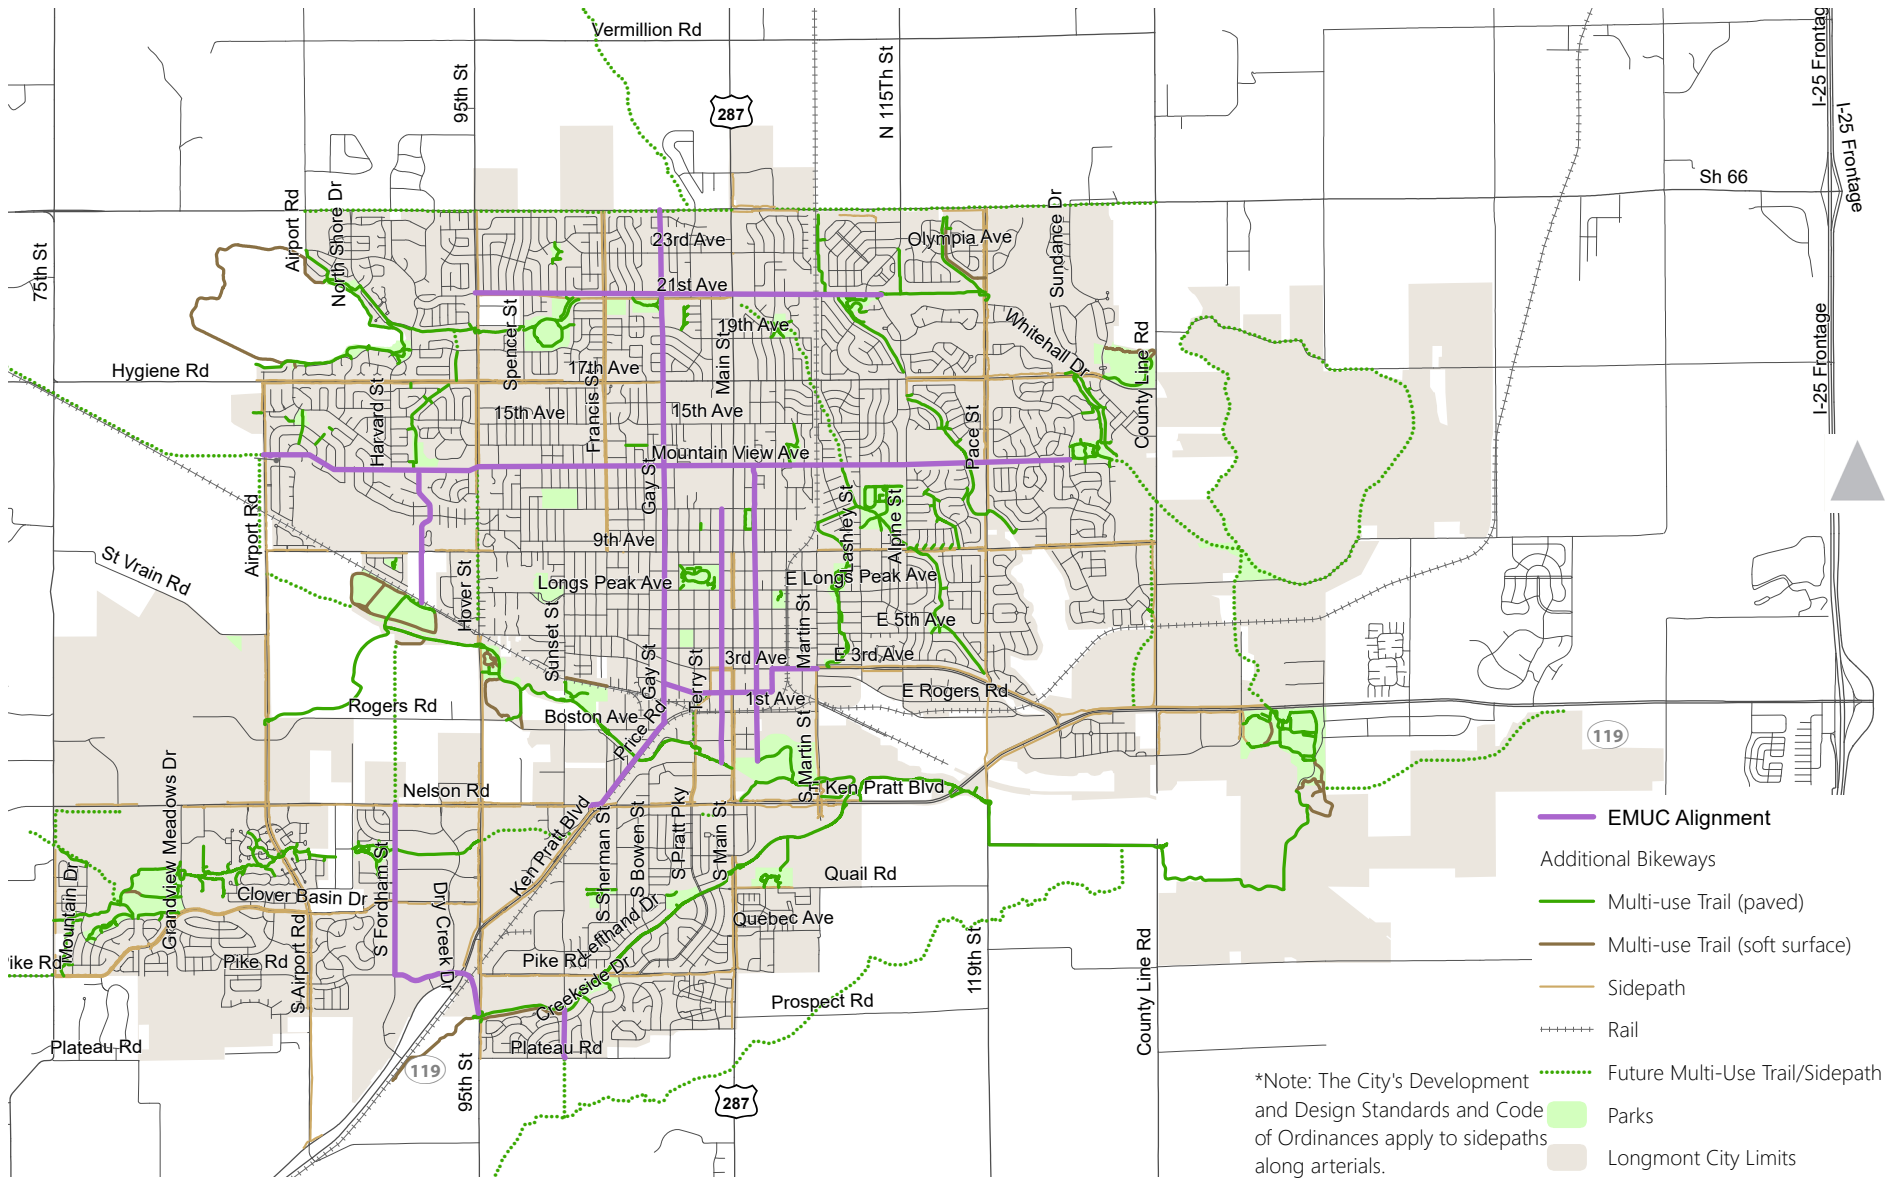 Vermillion Rd
95th St
287
N 115Th St
I-25 Frontag
I-25 Frontage
Sh 66
Airport Rd
North Shore Dr
75th St
23rd Ave
Olympia Ave
Sundance Dr
21st Ave
Spencer St
19th Ave
Main St
Whitehall Dr
County Line Rd
I-25 Frontage
Hygiene Rd
17th Ave
Harvard St
15th Ave
Francis St
15th Ave
Pace St
Mountain View Ave
Gay St
Airport Rd
Lashley St
Alpine St
9th Ave
St Vrain Rd
Hover St
Longs Peak Ave
E Longs Peak Ave
Sunset St
Martin St
E 5th Ave
Gay St
Terry St
3rd Ave
E 3rd Ave
Rogers Rd
Boston Ave
Price Rd
1st Ave
E Rogers Rd
S Martin St
119
Grandview Meadows Dr
Nelson Rd
Ken Pratt Blvd
Ken Pratt Blvd
S Sherman St
S Bowen St
S Pratt Pky
S Main St
Mountain Dr
Clover Basin Dr
S Fordham St
Dry Creek Dr
Quail Rd
Quebec Ave
Lefthand Dr
ike Rd
Pike Rd
S Airport Rd
Pike Rd
Creekside Dr
119th St
County Line Rd
Prospect Rd
Plateau Rd
Plateau Rd
119
95th St
287
EMUC Alignment
Additional Bikeways
Multi-use Trail (paved)
Multi-use Trail (soft surface)
Sidepath
Rail
Future Multi-Use Trail/Sidepath
Parks
Longmont City Limits
*Note: The City's Development
and Design Standards and Code
of Ordinances apply to sidepaths
along arterials.